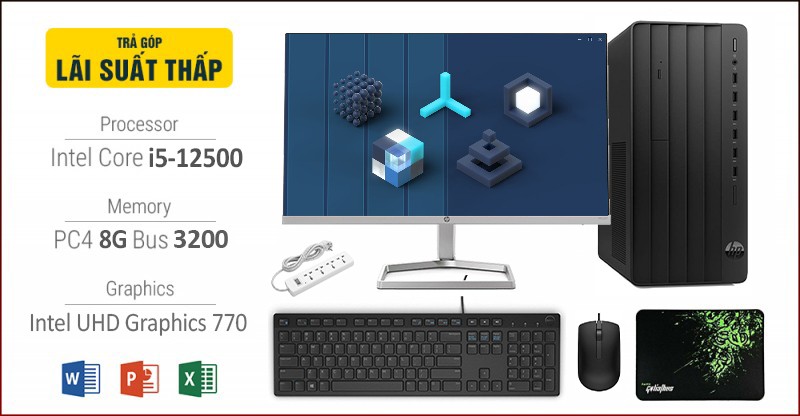 TRẢ GÓP
LÃI SUẤT THẤP
Processor
Intel Core i5-12500
Memory
PC4 8G Bus 3200
Graphics
Intel UHD Graphics 770
W
P
X
hp